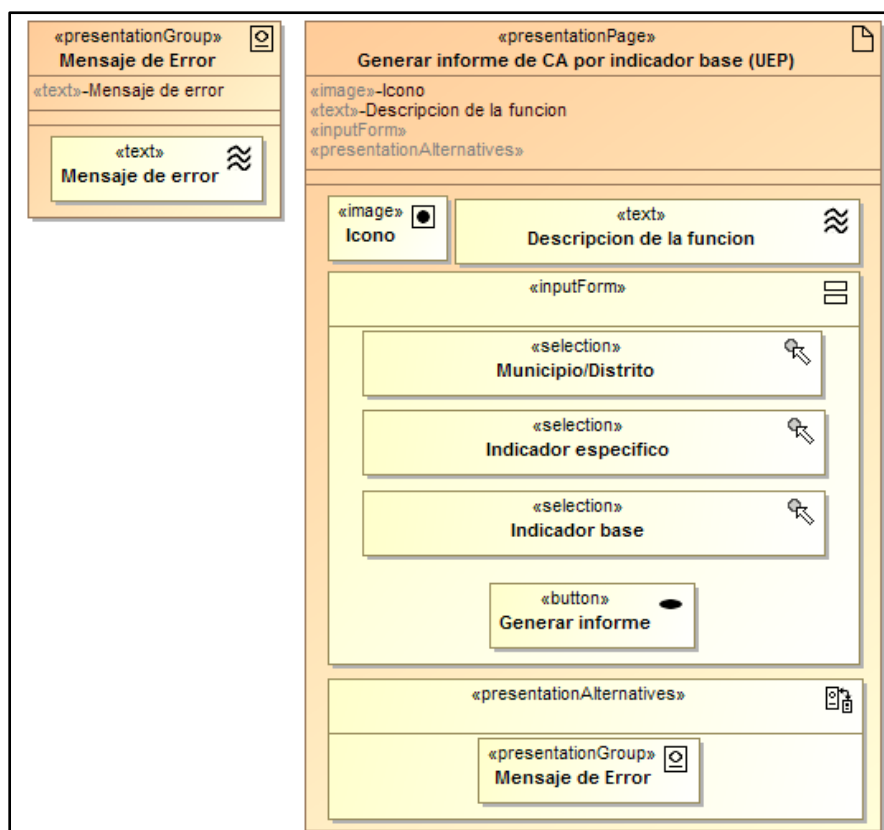 «presentationGroup»
Mensaje de Error
«text»-Mensaje de error
«text»
Mensaje de error
«presentationPage»
Generar informe de CA por indicador base (UEP)
«image»-Icono
«text»-Descripcion de la funcion
«inputForm»
«presentationAlternatives»
«image»
Icono
«text»
Descripcion de la funcion
«inputForm»
«selection»
Municipio/Distrito
«selection»
Indicador especifico
«selection»
Indicador base
«button»
Generar informe
«presentationAlternatives»
«presentationGroup»
Mensaje de Error